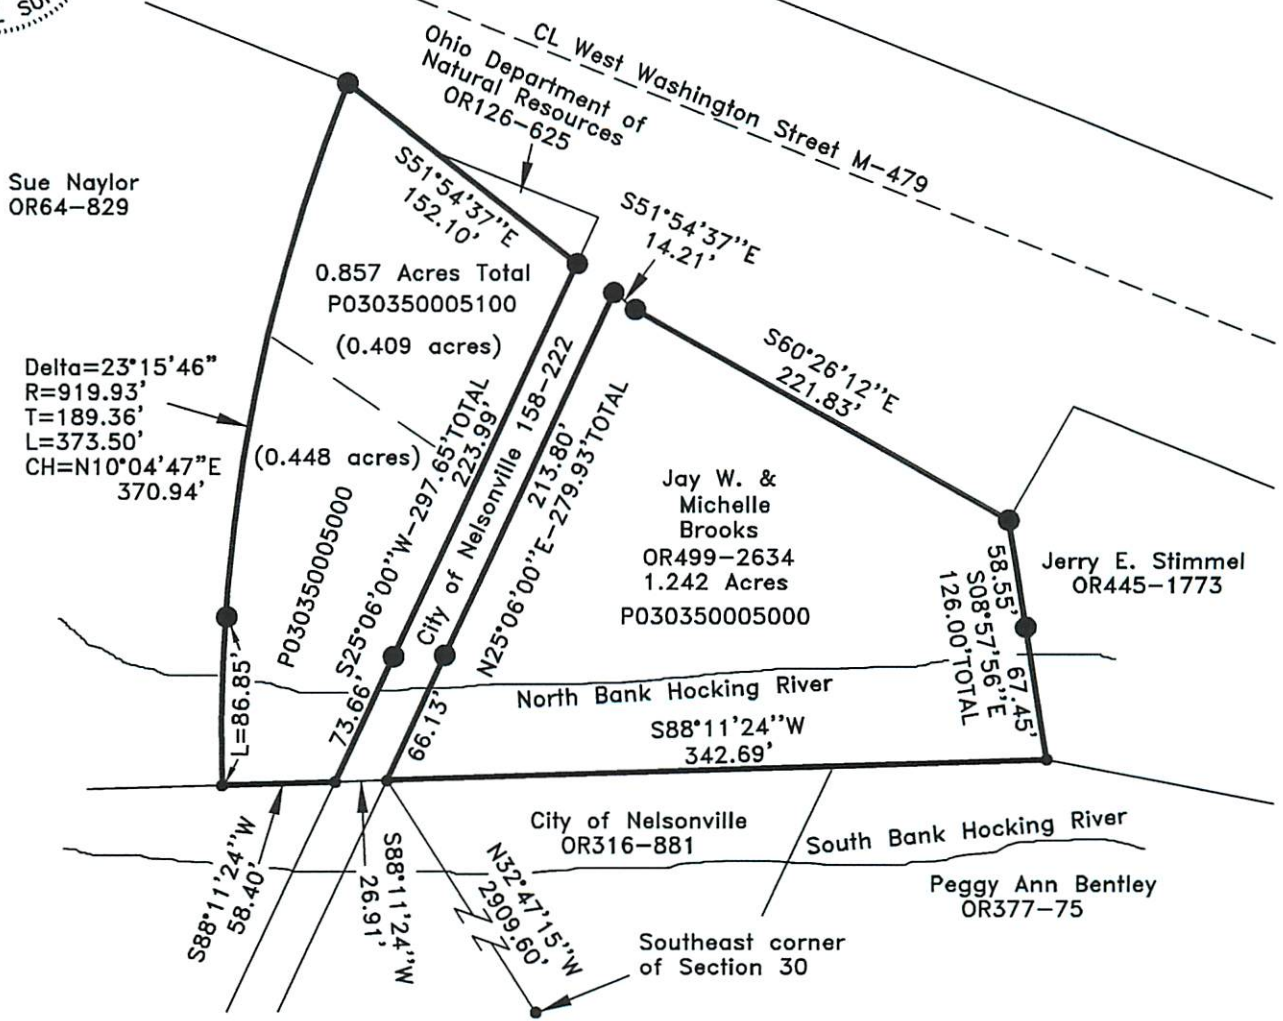 CL West Washington Street M-479
Ohio Department of
Natural Resources
OR126-625
Sue Naylor
OR64-829
S51°54'37"E
152.10'
S51°54'37"E
14.21'
0.857 Acres Total
P030350005100
(0.409 acres)
S60°26'12"E
221.83'
Delta=23°15'46"
R=919.93'
T=189.36'
L=373.50'
CH=N10°04'47"E
370.94'
(0.448 acres)
P030350005000
S25°06'00"W-297.65'TOTAL
223.99'
City of Nelsonville 158-222
213.80'
N25°06'00"E-279.93'TOTAL
Jay W. &
Michelle
Brooks
OR499-2634
1.242 Acres
P030350005000
Jerry E. Stimmel
OR445-1773
58.55'
S08°57'56"E
126.00'TOTAL
67.45'
L=86.85'
73.66'
66.13'
North Bank Hocking River
S88°11'24"W
342.69'
City of Nelsonville
OR316-881
South Bank Hocking River
Peggy Ann Bentley
OR377-75
S88°11'24"W
58.40'
S88°11'24"W
26.91'
N32°47'15"W
2909.60'
Southeast corner
of Section 30